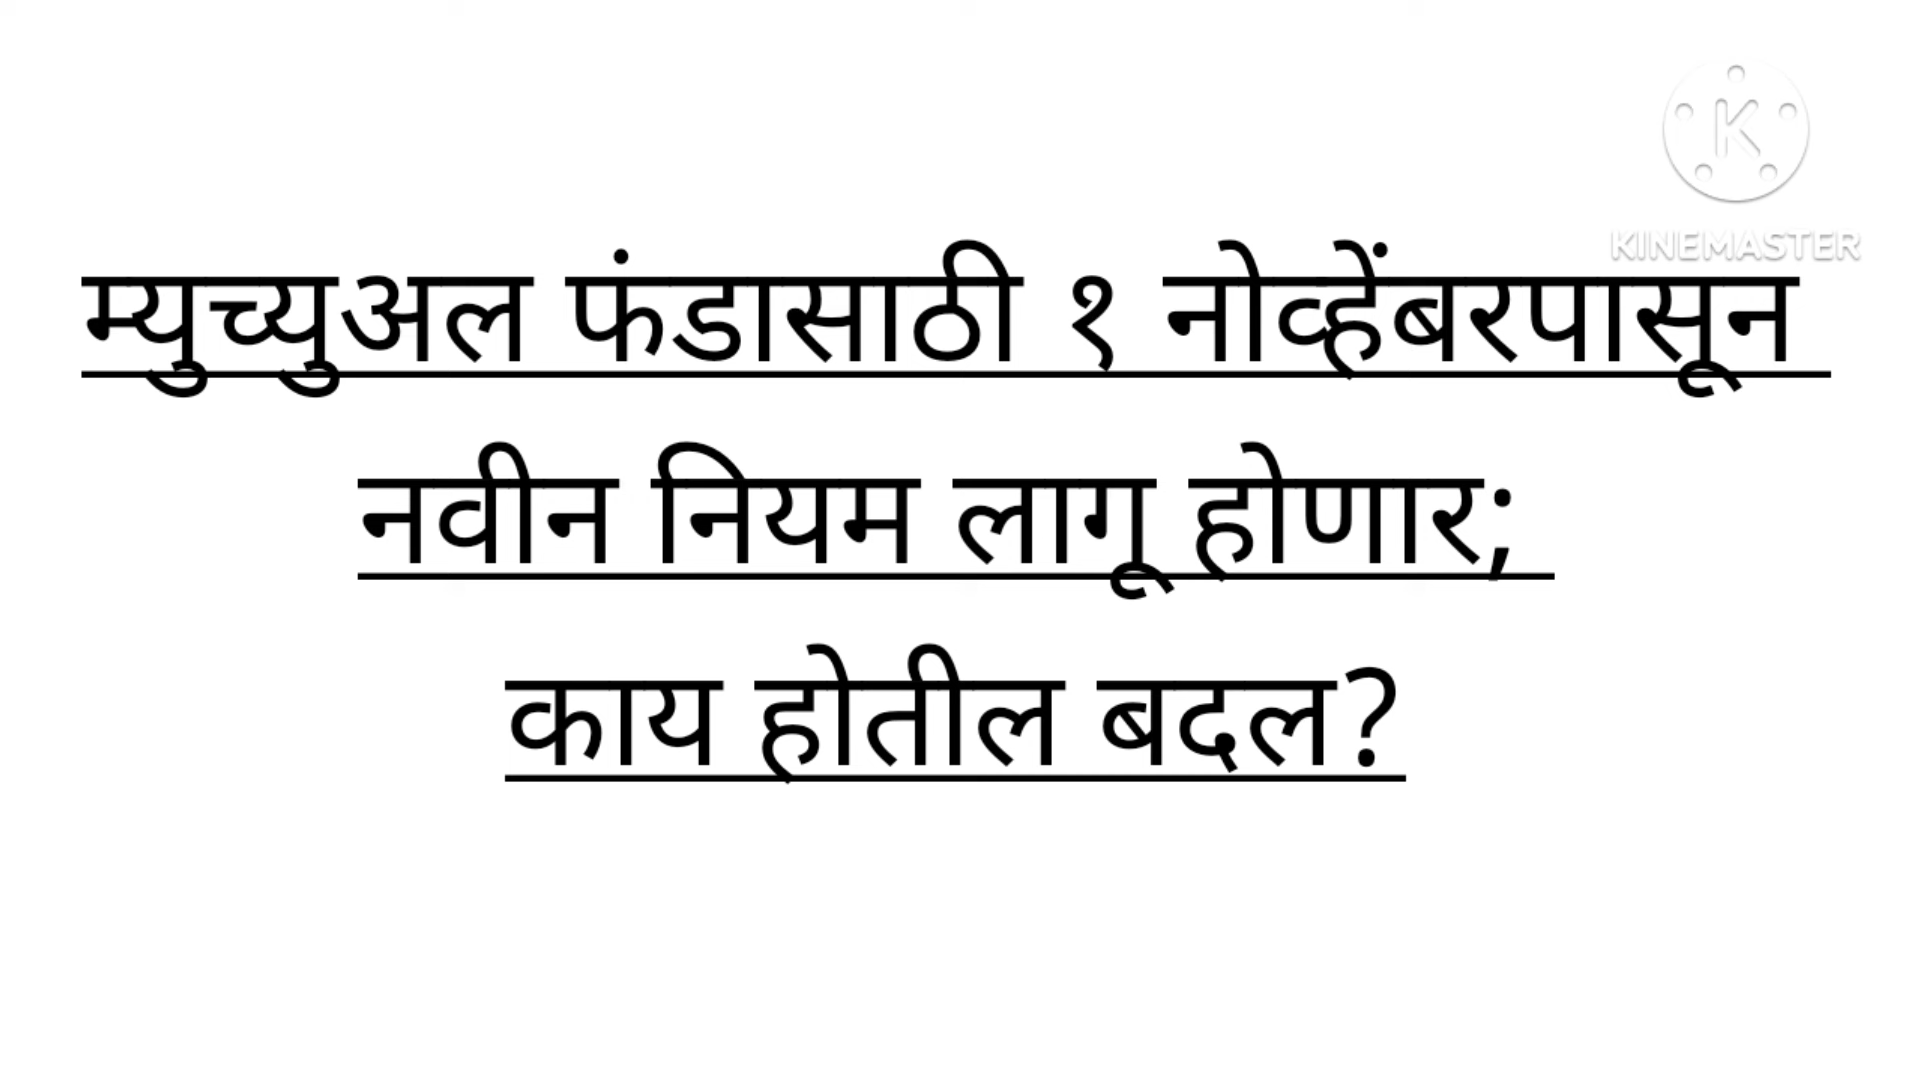 KINEMASTER
म्युच्युअल फंडासाठी १ नोव्हेंबरपासून
नवीन नियम लागू होणार;
काय होतील बदल?